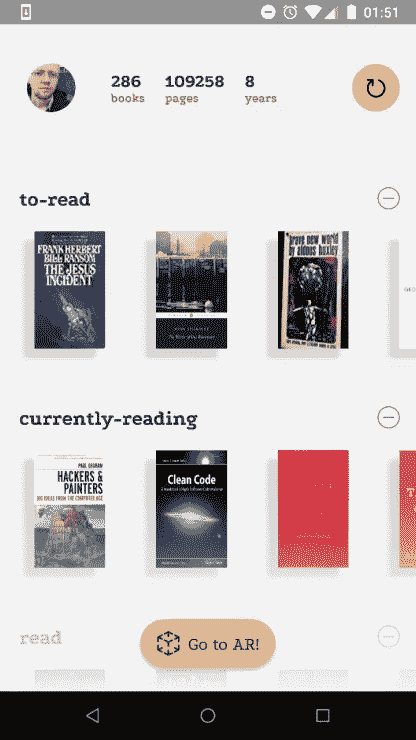 01:51
286 109258 8
books pages years
to-read
FRANK HERBERT
BILL RANSOM
THE JESUS
INCIDENT
brave new world
by aldous huxley
currently-reading
PAUL GRAHAM
HACKERS &
PAINTERS
BIG IDEAS FROM THE COMPUTER AGE
Clean Code
read
Go to AR!